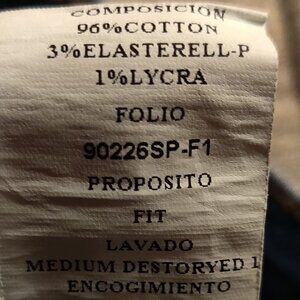 COMPOSICION
96%COTTON
3%ELASTERELL-P
1%LYCRA
FOLIO
90226SP-F1
PROPOSITO
FIT
LAVADO
MEDIUM DESTORYED 1
ENCOGIMIENTO